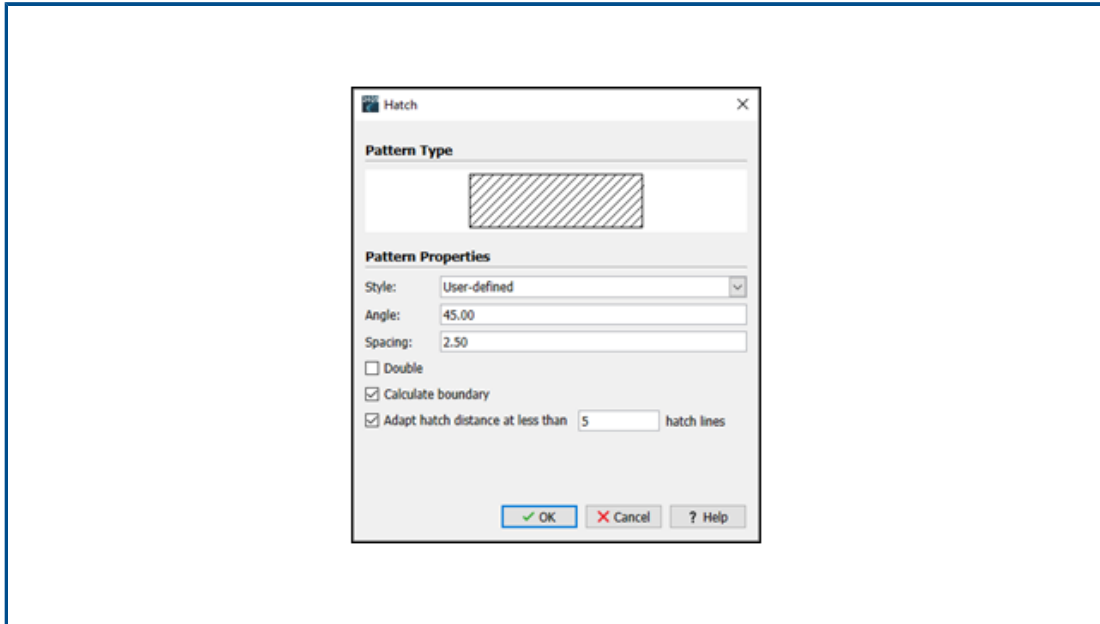 Hatch
Pattern Type
Pattern Properties
Style: User-defined
Angle: 45.00
Spacing: 2.50
Double
Calculate boundary
Adapt hatch distance at less than 5 hatch lines
OK Cancel ? Help